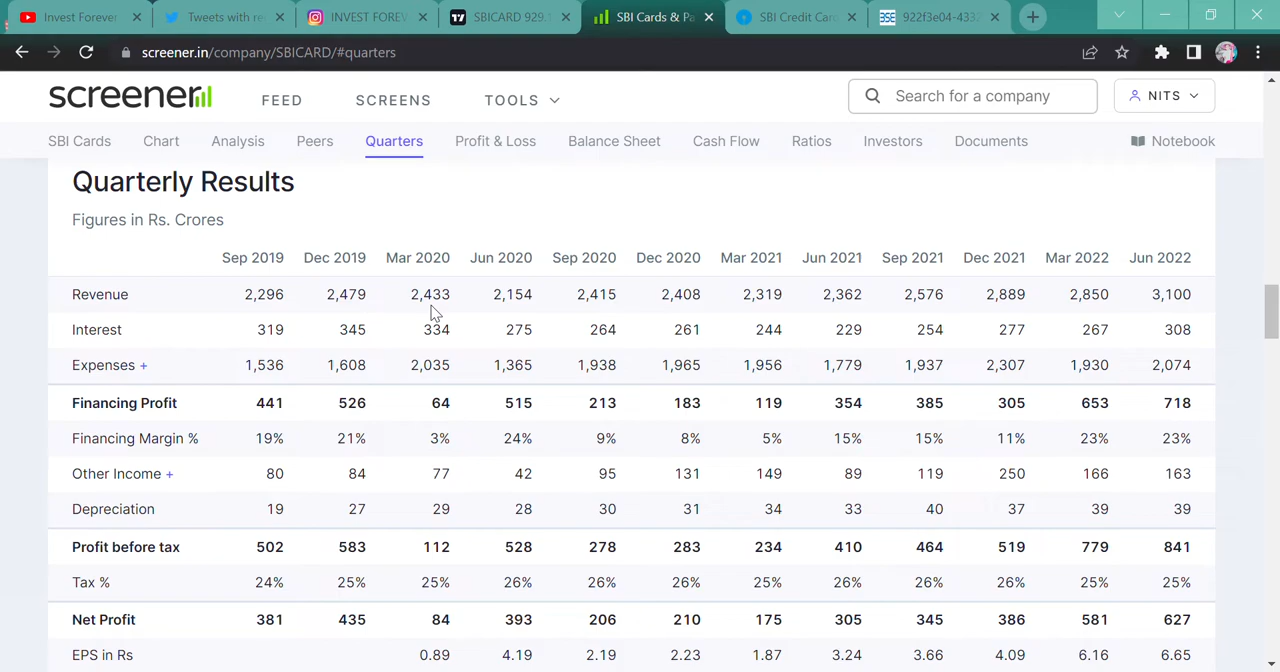 Invest Forever
Tweets with re
INVEST FOREV
SBICARD 929.
SBI Cards & Pa
SBI Credit Car
BSE 922f3e04-433
screener.in/company/SBICARD/#quarters
screener FEED SCREENS TOOLS Search for a company NITS
SBI Cards Chart Analysis Peers Quarters Profit & Loss Balance Sheet Cash Flow Ratios Investors Documents Notebook
Quarterly Results
Figures in Rs. Crores
Sep 2019 Dec 2019 Mar 2020 Jun 2020 Sep 2020 Dec 2020 Mar 2021 Jun 2021 Sep 2021 Dec 2021 Mar 2022 Jun 2022
Revenue 2,296 2,479 2,433 2,154 2,415 2,408 2,319 2,362 2,576 2,889 2,850 3,100
Interest 319 345 334 275 264 261 244 229 254 277 267 308
Expenses + 1,536 1,608 2,035 1,365 1,938 1,965 1,956 1,779 1,937 2,307 1,930 2,074
Financing Profit 441 526 64 515 213 183 119 354 385 305 653 718
Financing Margin % 19% 21% 3% 24% 9% 8% 5% 15% 15% 11% 23% 23%
Other Income + 80 84 77 42 95 131 149 89 119 250 166 163
Depreciation 19 27 29 28 30 31 34 33 40 37 39 39
Profit before tax 502 583 112 528 278 283 234 410 464 519 779 841
Tax % 24% 25% 25% 26% 26% 26% 25% 26% 26% 26% 25% 25%
Net Profit 381 435 84 393 206 210 175 305 345 386 581 627
EPS in Rs 0.89 4.19 2.19 2.23 1.87 3.24 3.66 4.09 6.16 6.65